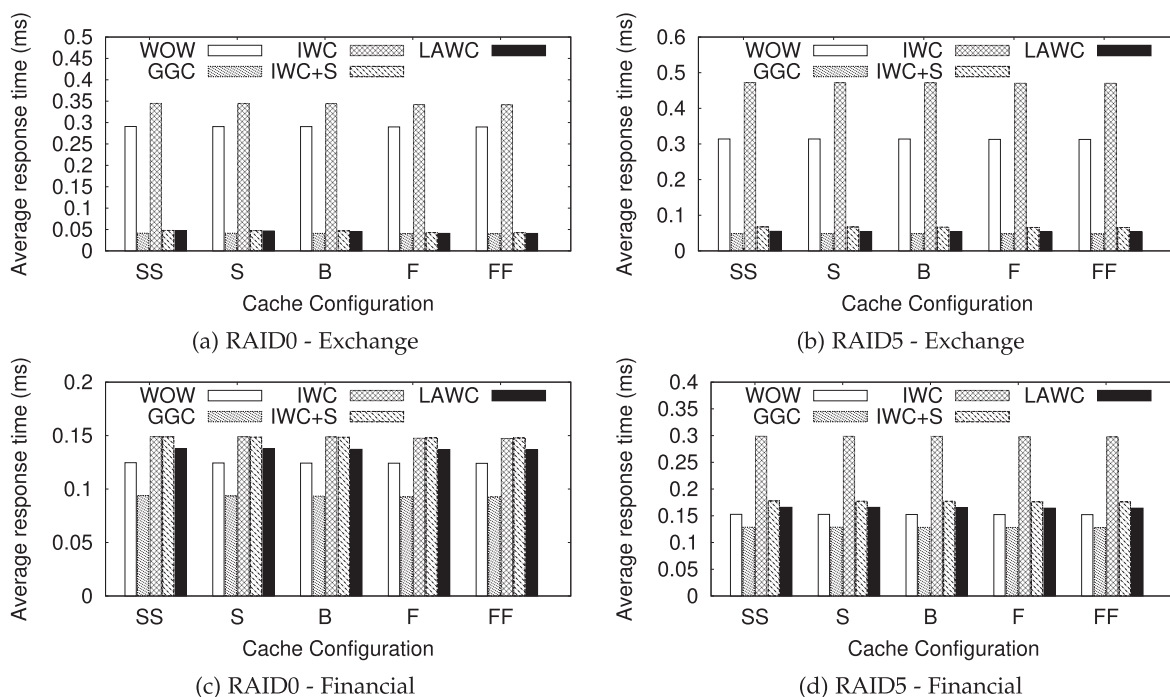 Average response time (ms)
0.5
0.45
0.4
0.35
0.3
0.25
0.2
0.15
0.1
0.05
0
WOW IWC LAWC
GGC IWC+S
SS S B F FF
Cache Configuration
(a) RAID0 - Exchange
Average response time (ms)
0.6
0.5
0.4
0.3
0.2
0.1
0
WOW IWC LAWC
GGC IWC+S
SS S B F FF
Cache Configuration
(b) RAID5 - Exchange
Average response time (ms)
0.2
0.15
0.1
0.05
0
WOW IWC LAWC
GGC IWC+S
SS S B F FF
Cache Configuration
(c) RAID0 - Financial
Average response time (ms)
0.4
0.35
0.3
0.25
0.2
0.15
0.1
0.05
0
WOW IWC LAWC
GGC IWC+S
SS S B F FF
Cache Configuration
(d) RAID5 - Financial